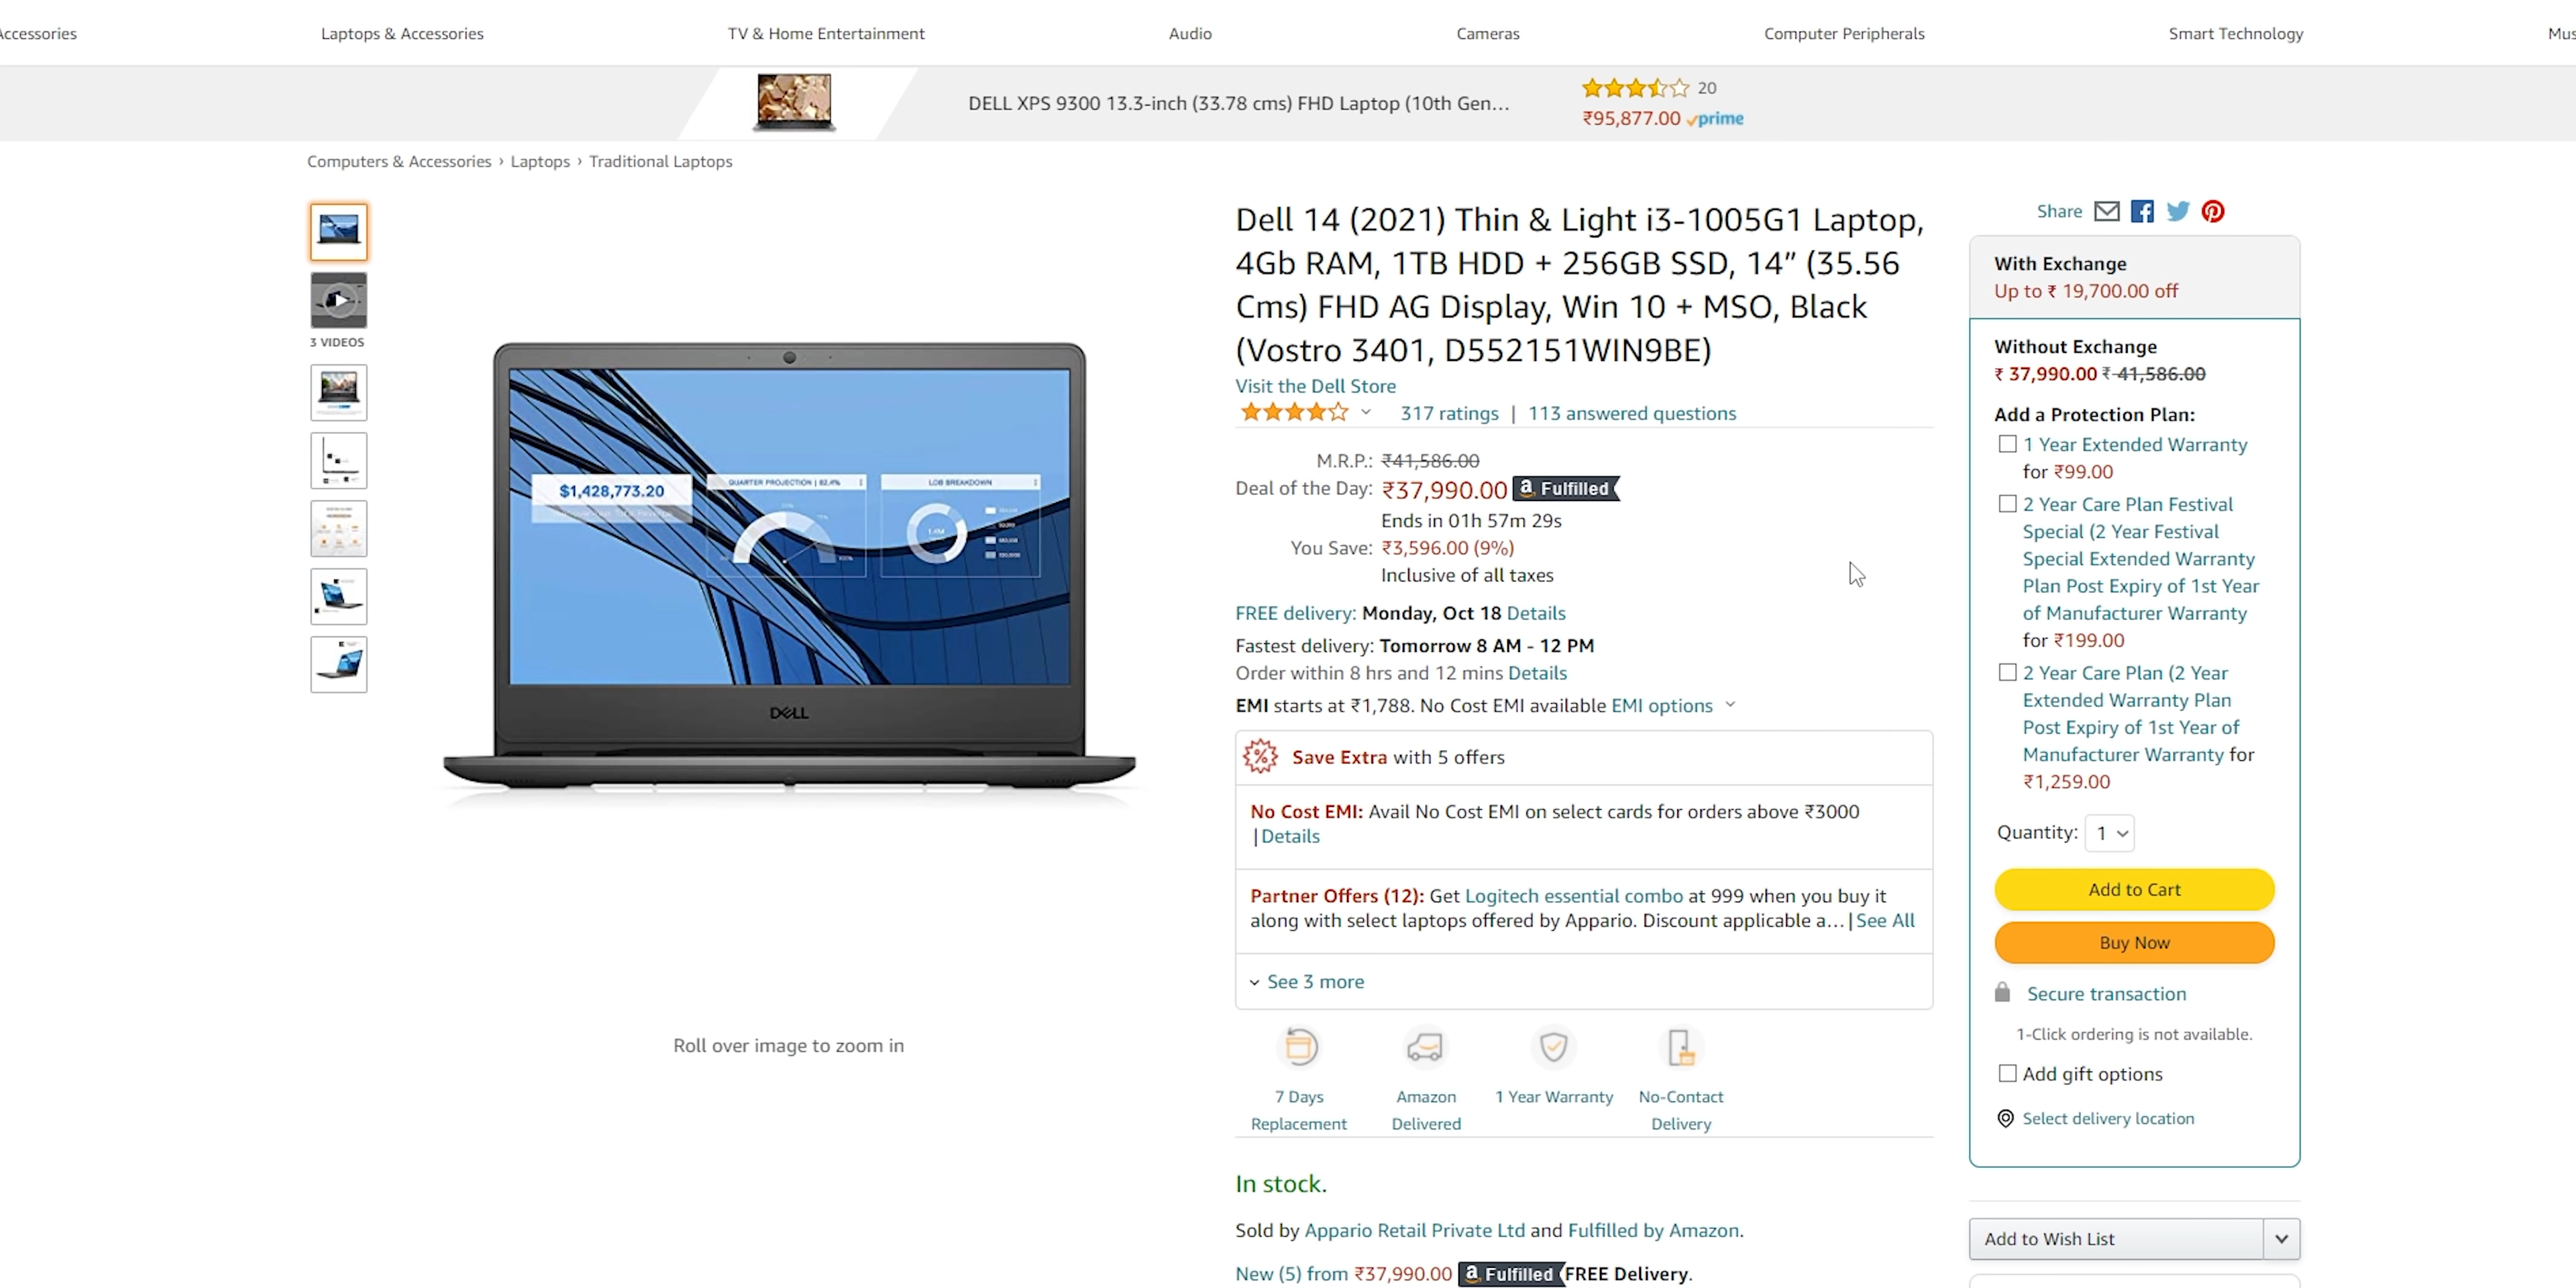 Accessories
Laptops & Accessories
TV & Home Entertainment
Audio
Cameras
Computer Peripherals
Smart Technology
DELL XPS 9300 13.3-inch (33.78 cms) FHD Laptop (10th Gen...
20
₹95,877.00 prime
Computers & Accessories › Laptops › Traditional Laptops
3 VIDEOS
$1,428,773.20
QUARTER PROJECTION | 82.4%
LOB BREAKDOWN
DELL
Roll over image to zoom in
Dell 14 (2021) Thin & Light i3-1005G1 Laptop,
4Gb RAM, 1TB HDD + 256GB SSD, 14” (35.56
Cms) FHD AG Display, Win 10 + MSO, Black
(Vostro 3401, D552151WIN9BE)
Visit the Dell Store
317 ratings | 113 answered questions
M.R.P.: ₹41,586.00
Deal of the Day: ₹37,990.00 a Fulfilled
Ends in 01h 57m 29s
You Save: ₹3,596.00 (9%)
Inclusive of all taxes
FREE delivery: Monday, Oct 18 Details
Fastest delivery: Tomorrow 8 AM - 12 PM
Order within 8 hrs and 12 mins Details
EMI starts at ₹1,788. No Cost EMI available EMI options
% Save Extra with 5 offers
No Cost EMI: Avail No Cost EMI on select cards for orders above ₹3000
| Details
Partner Offers (12): Get Logitech essential combo at 999 when you buy it
along with select laptops offered by Appario. Discount applicable a... | See All
See 3 more
7 Days
Replacement
Amazon
Delivered
1 Year Warranty
No-Contact
Delivery
In stock.
Sold by Appario Retail Private Ltd and Fulfilled by Amazon.
New (5) from ₹37,990.00 a Fulfilled FREE Delivery.
Share
With Exchange
Up to ₹ 19,700.00 off
Without Exchange
₹ 37,990.00 ₹ 41,586.00
Add a Protection Plan:
1 Year Extended Warranty
for ₹99.00
2 Year Care Plan Festival
Special (2 Year Festival
Special Extended Warranty
Plan Post Expiry of 1st Year
of Manufacturer Warranty
for ₹199.00
2 Year Care Plan (2 Year
Extended Warranty Plan
Post Expiry of 1st Year of
Manufacturer Warranty for
₹1,259.00
Quantity: 1
Add to Cart
Buy Now
Secure transaction
1-Click ordering is not available.
Add gift options
Select delivery location
Add to Wish List